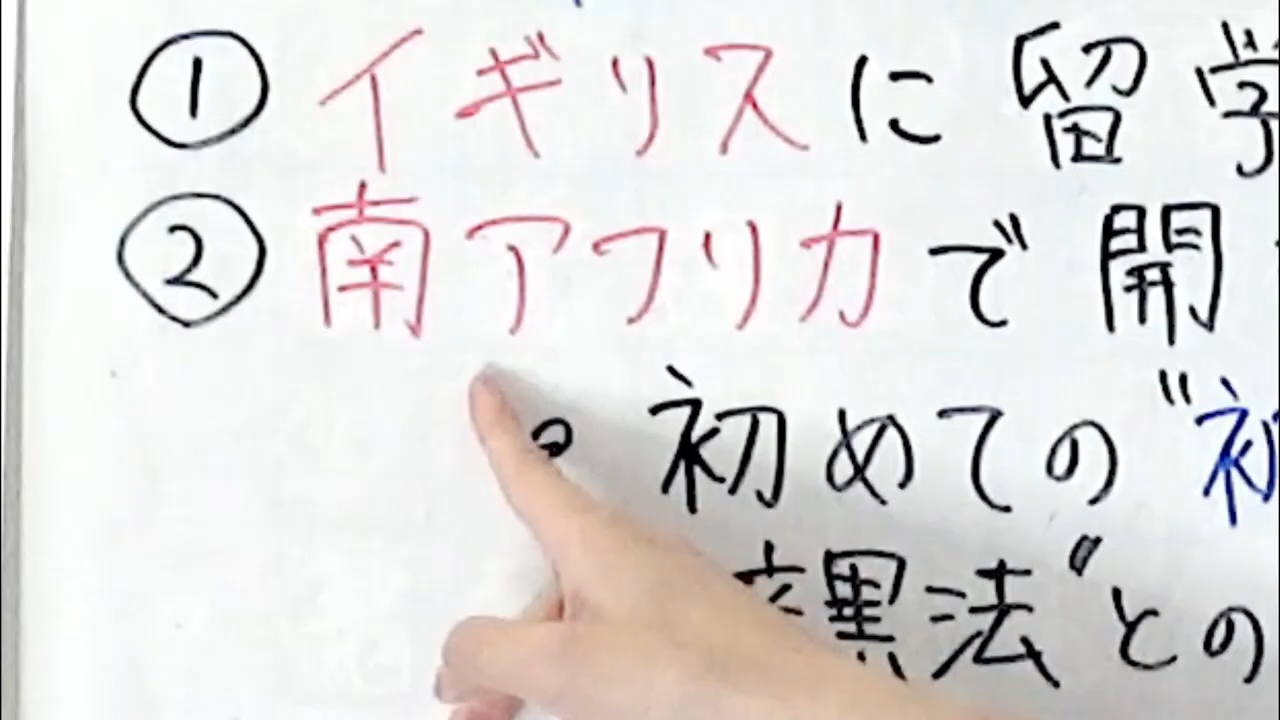 ① イギリスに留学
② 南アフリカで開
。初めての"初
法"との